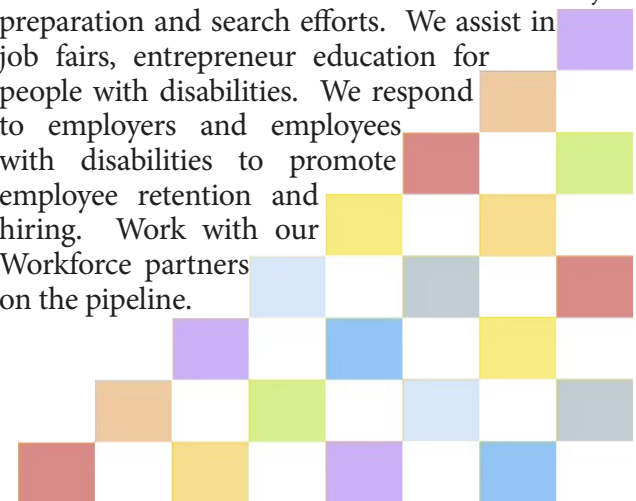 preparation and search efforts.  We assist in
job fairs, entrepreneur education for
people with disabilities.  We respond
to employers and employees
with disabilities to promote
employee retention and
hiring.  Work with our
Workforce partners
on the pipeline.